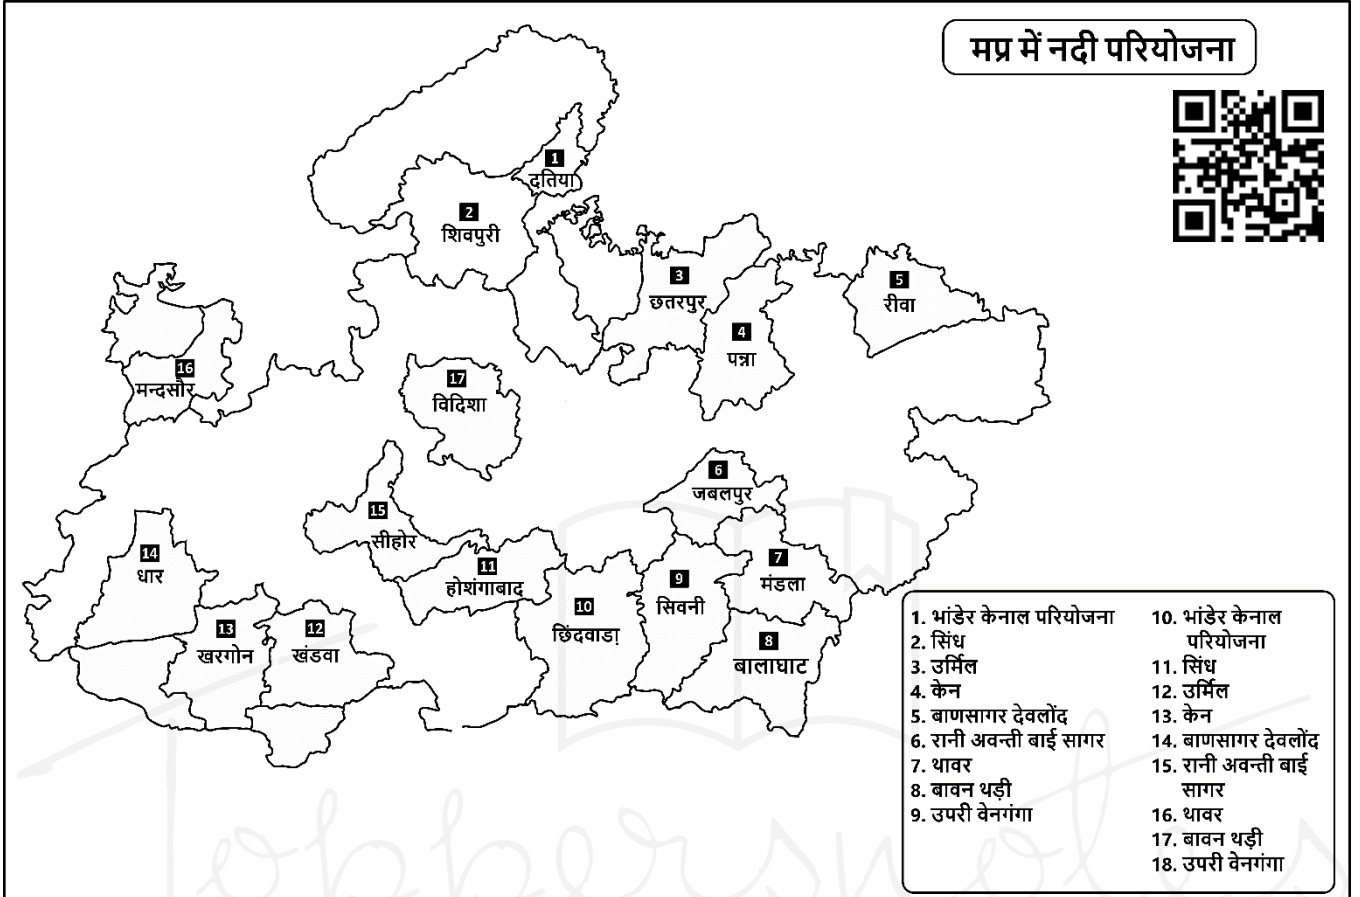 मप्र में नदी परियोजना
1
दतिया
2
शिवपुरी
3
छतरपुर
4
पन्ना
5
रीवा
16
मन्दसौर
17
विदिशा
6
जबलपुर
15
सीहोर
14
धार
11
होशंगाबाद
7
मंडला
9
सिवनी
10
छिंदवाडा़
13
खरगोन
12
खंडवा
8
बालाघाट
1. भांडेर केनाल परियोजना
2. सिंध
3. उर्मिल
4. केन
5. बाणसागर देवलोंद
6. रानी अवन्ती बाई सागर
7. थावर
8. बावन थड़ी
9. उपरी वेनगंगा
10. भांडेर केनाल
परियोजना
11. सिंध
12. उर्मिल
13. केन
14. बाणसागर देवलोंद
15. रानी अवन्ती बाई
सागर
16. थावर
17. बावन थड़ी
18. उपरी वेनगंगा
Toppersnotes